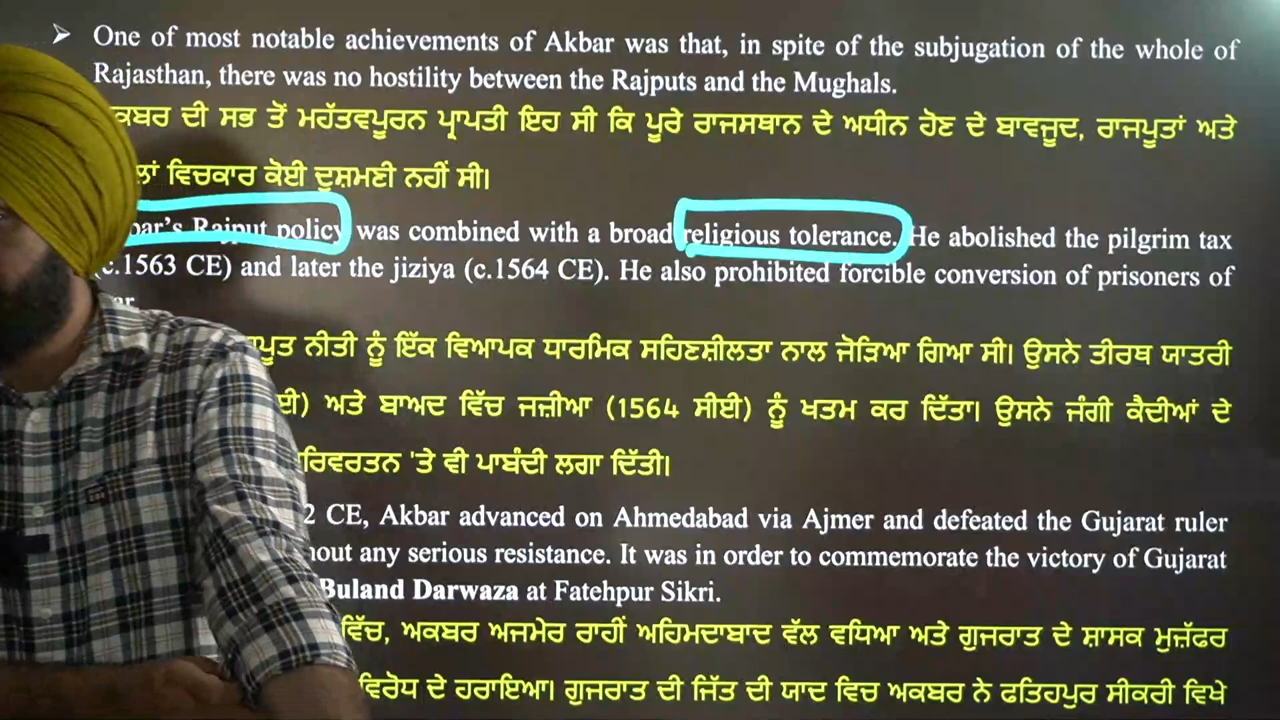 ➤ One of most notable achievements of Akbar was that, in spite of the subjugation of the whole of
Rajasthan, there was no hostility between the Rajputs and the Mughals.
ਕਬਰ ਦੀ ਸਭ ਤੋਂ ਮਹੱਤਵਪੂਰਨ ਪ੍ਰਾਪਤੀ ਇਹ ਸੀ ਕਿ ਪੂਰੇ ਰਾਜਸਥਾਨ ਦੇ ਅਧੀਨ ਹੋਣ ਦੇ ਬਾਵਜੂਦ, ਰਾਜਪੂਤਾਂ ਅਤੇ
ਲਾਂ ਵਿਚਕਾਰ ਕੋਈ ਦੁਸ਼ਮਣੀ ਨਹੀਂ ਸੀ।
bar's Rajput policy was combined with a broad religious tolerance. He abolished the pilgrim tax
(c.1563 CE) and later the jiziya (c.1564 CE). He also prohibited forcible conversion of prisoners of
ar.
ਪੂਤ ਨੀਤੀ ਨੂੰ ਇੱਕ ਵਿਆਪਕ ਧਾਰਮਿਕ ਸਹਿਣਸ਼ੀਲਤਾ ਨਾਲ ਜੋੜਿਆ ਗਿਆ ਸੀ। ਉਸਨੇ ਤੀਰਥ ਯਾਤਰੀ
ਈ) ਅਤੇ ਬਾਅਦ ਵਿੱਚ ਜਜ਼ੀਆ (1564 ਸੀਈ) ਨੂੰ ਖਤਮ ਕਰ ਦਿੱਤਾ। ਉਸਨੇ ਜੰਗੀ ਕੈਦੀਆਂ ਦੇ
ਰਿਵਰਤਨ 'ਤੇ ਵੀ ਪਾਬੰਦੀ ਲਗਾ ਦਿੱਤੀ।
2 CE, Akbar advanced on Ahmedabad via Ajmer and defeated the Gujarat ruler
hout any serious resistance. It was in order to commemorate the victory of Gujarat
Buland Darwaza at Fatehpur Sikri.
ਵਿੱਚ, ਅਕਬਰ ਅਜਮੇਰ ਰਾਹੀਂ ਅਹਿਮਦਾਬਾਦ ਵੱਲ ਵਧਿਆ ਅਤੇ ਗੁਜਰਾਤ ਦੇ ਸ਼ਾਸਕ ਮੁਜ਼ੱਫਰ
ਵਿਰੋਧ ਦੇ ਹਰਾਇਆ। ਗੁਜਰਾਤ ਦੀ ਜਿੱਤ ਦੀ ਯਾਦ ਵਿਚ ਅਕਬਰ ਨੇ ਫਤਿਹਪੁਰ ਸੀਕਰੀ ਵਿਖੇ